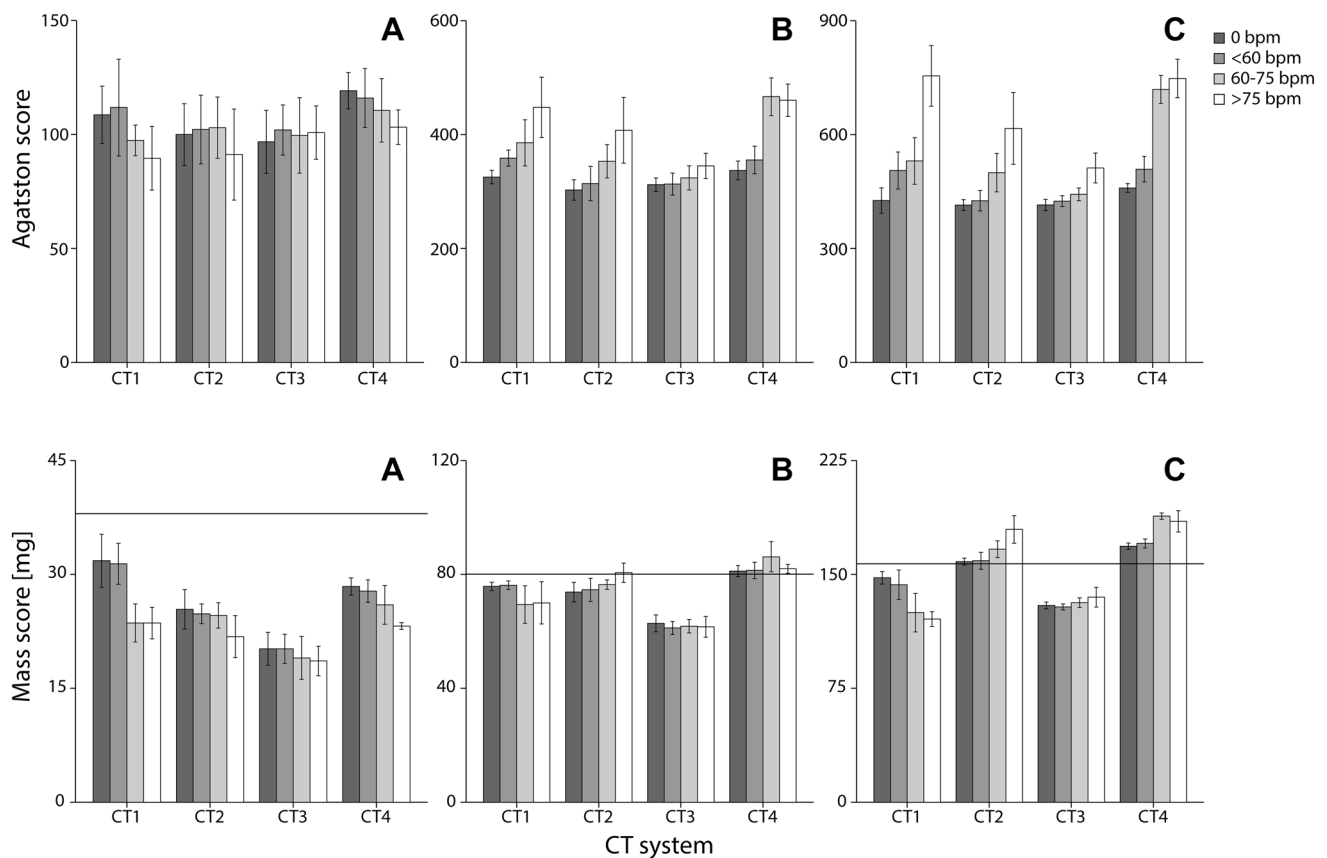 A
B
C
0 bpm
<60 bpm
60-75 bpm
>75 bpm
Agatston score
150
100
50
0
CT1 CT2 CT3 CT4
600
400
200
0
CT1 CT2 CT3 CT4
900
600
300
0
CT1 CT2 CT3 CT4
A
B
C
Mass score [mg]
45
30
15
0
CT1 CT2 CT3 CT4
120
80
40
0
CT1 CT2 CT3 CT4
225
150
75
0
CT1 CT2 CT3 CT4
CT system